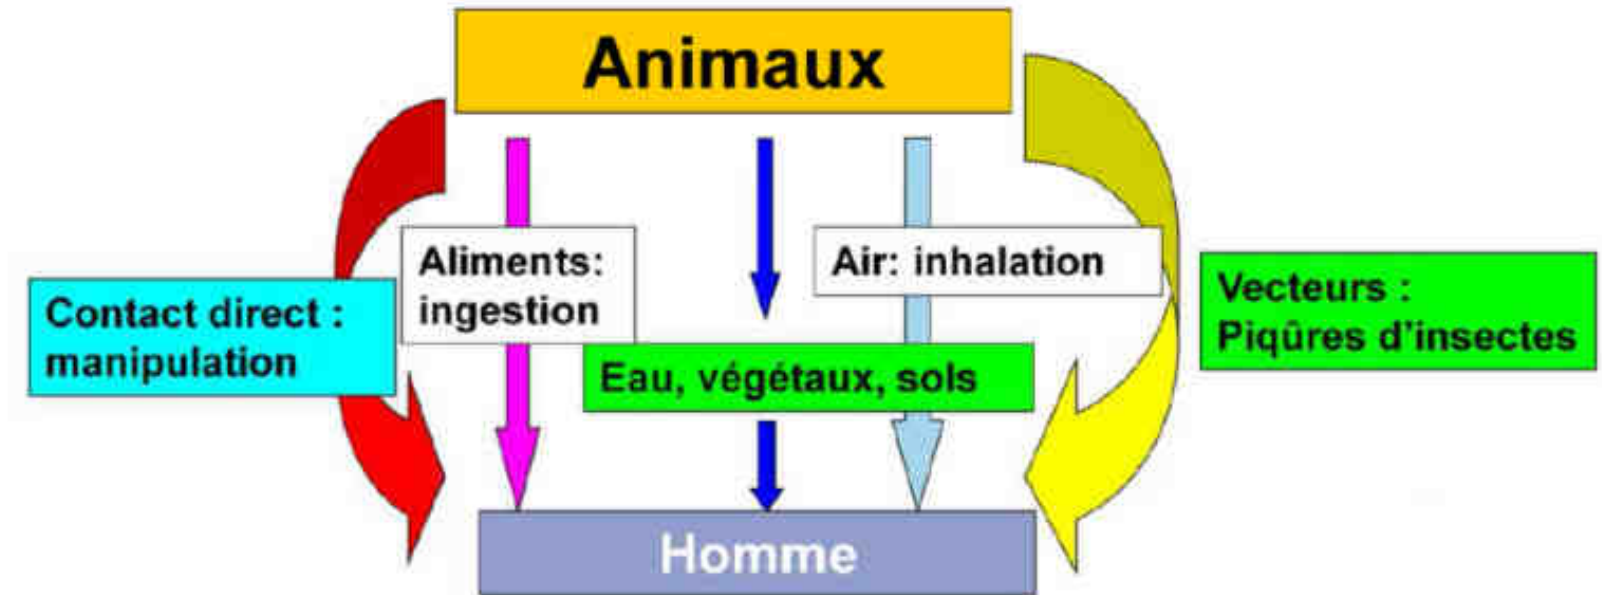 Animaux
Aliments:
ingestion
Air: inhalation
Contact direct :
manipulation
Vecteurs :
Piqûres d'insectes
Eau, végétaux, sols
Homme